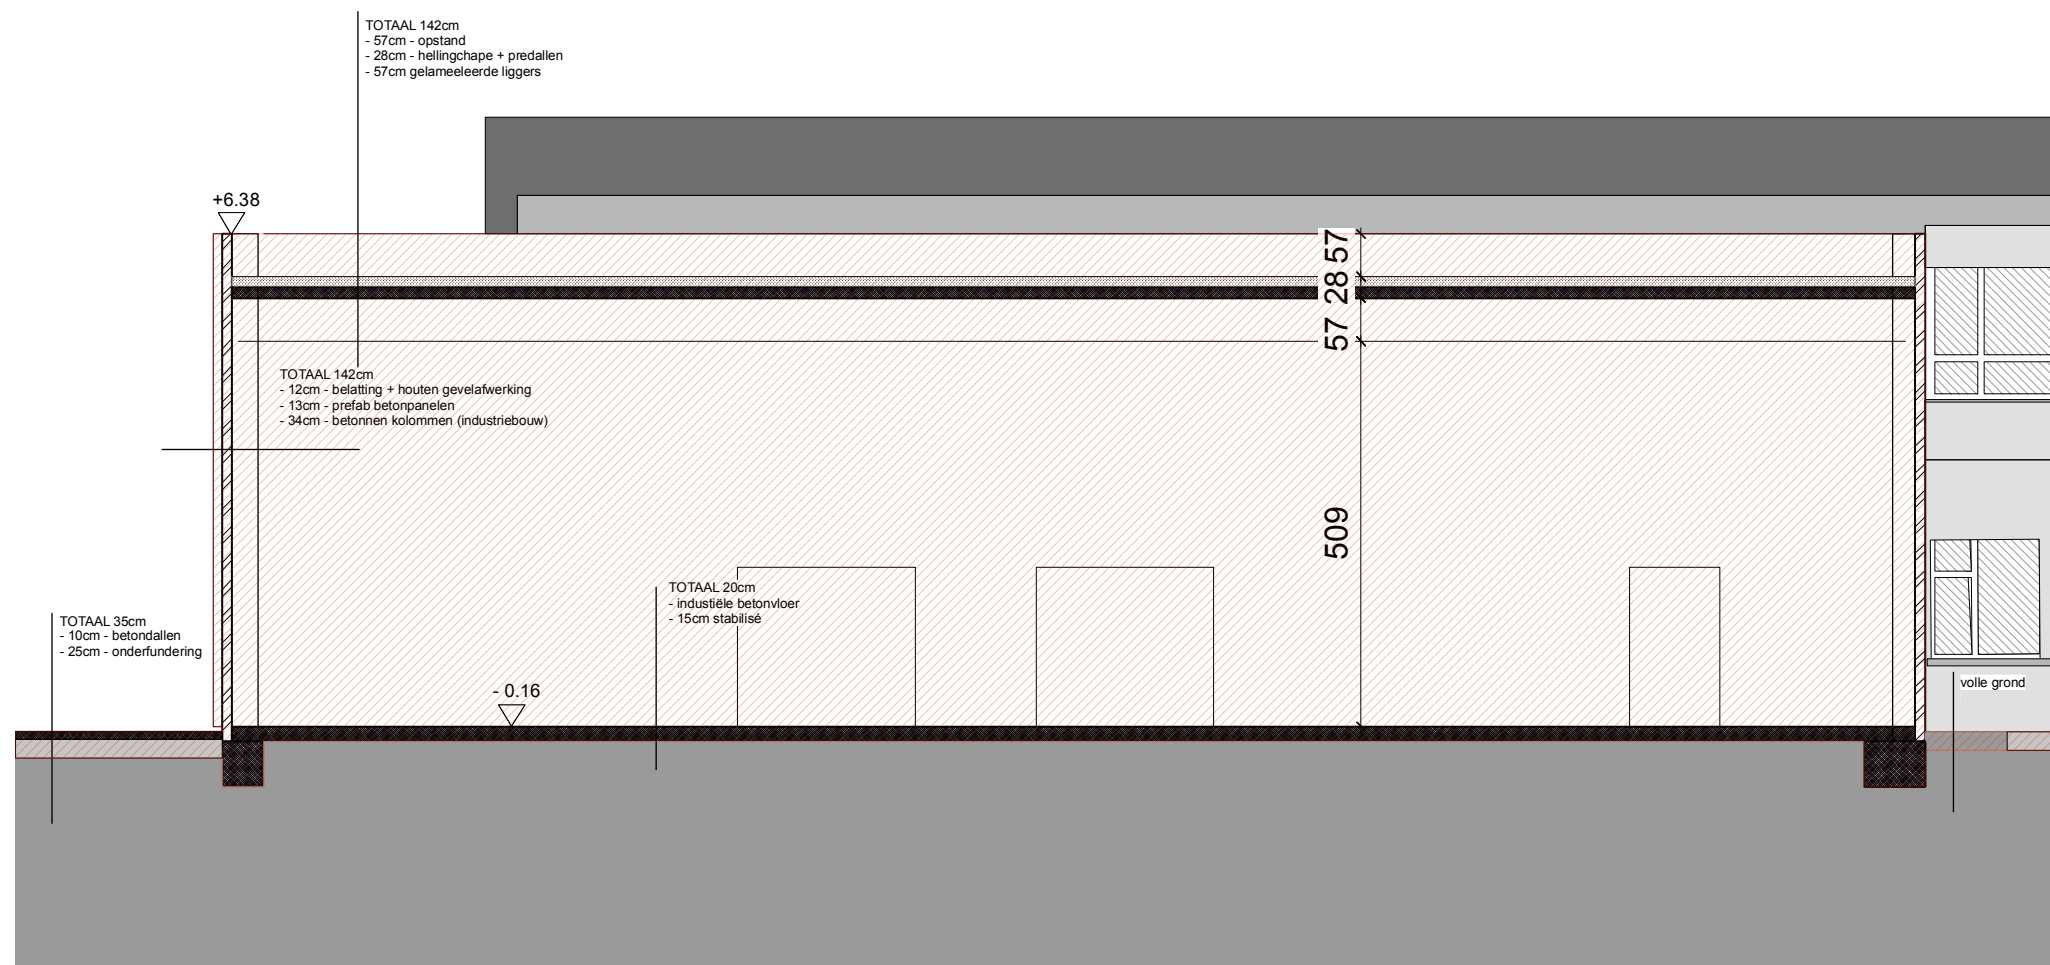 TOTAAL 142cm
- 57cm - opstand
- 28cm - hellingchape + predallen
- 57cm gelameeleerde liggers
+6.38
57
28
57
TOTAAL 142cm
- 12cm - belatting + houten gevelafwerking
- 13cm - prefab betonpanelen
- 34cm - betonnen kolommen (industriebouw)
509
TOTAAL 20cm
- industiële betonvloer
- 15cm stabilisé
TOTAAL 35cm
- 10cm - betondallen
- 25cm - onderfundering
- 0.16
volle grond